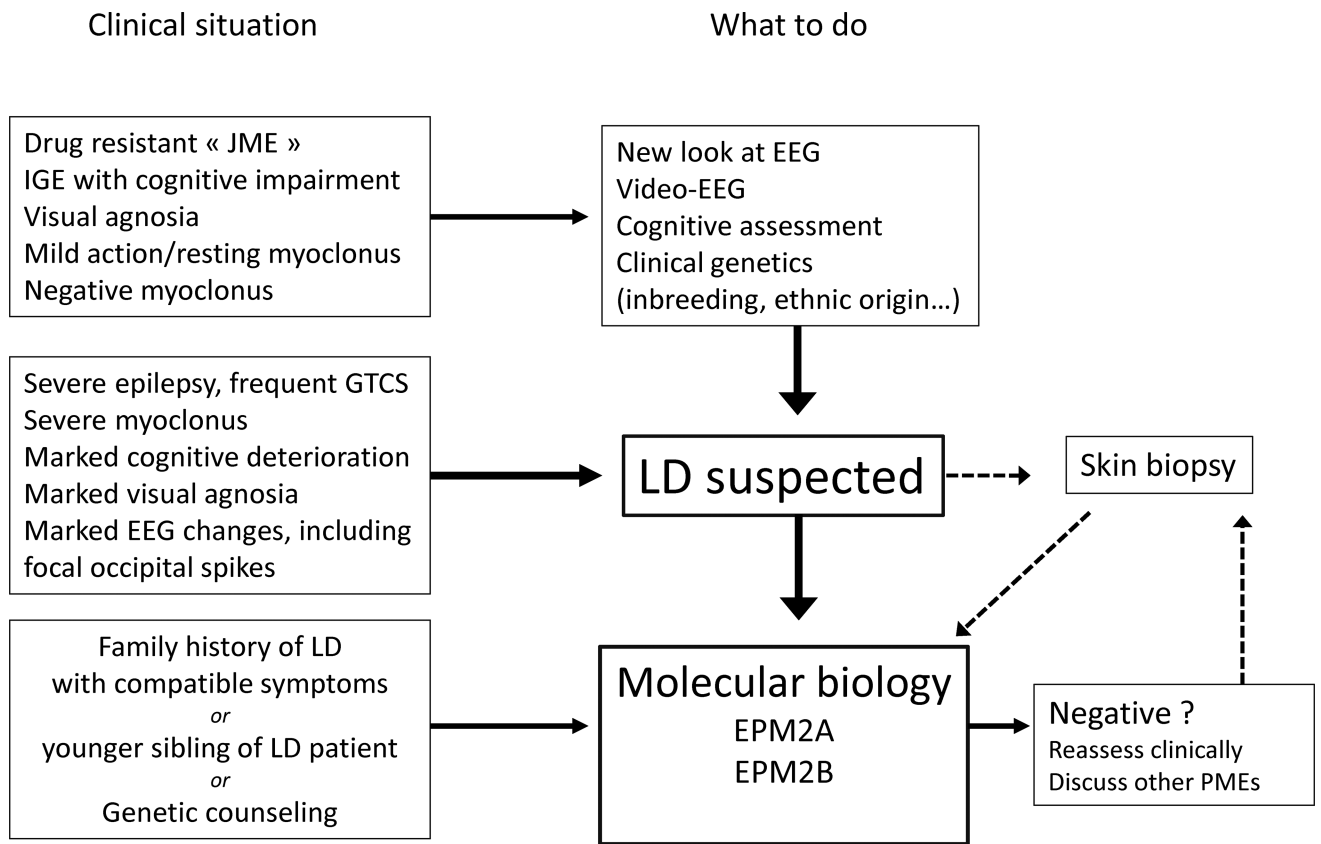 Clinical situation
What to do
Drug resistant « JME »
IGE with cognitive impairment
Visual agnosia
Mild action/resting myoclonus
Negative myoclonus
New look at EEG
Video-EEG
Cognitive assessment
Clinical genetics
(inbreeding, ethnic origin…)
Severe epilepsy, frequent GTCS
Severe myoclonus
Marked cognitive deterioration
Marked visual agnosia
Marked EEG changes, including
focal occipital spikes
LD suspected
Skin biopsy
Family history of LD
with compatible symptoms
or
younger sibling of LD patient
or
Genetic counseling
Molecular biology
EPM2A
EPM2B
Negative ?
Reassess clinically
Discuss other PMEs